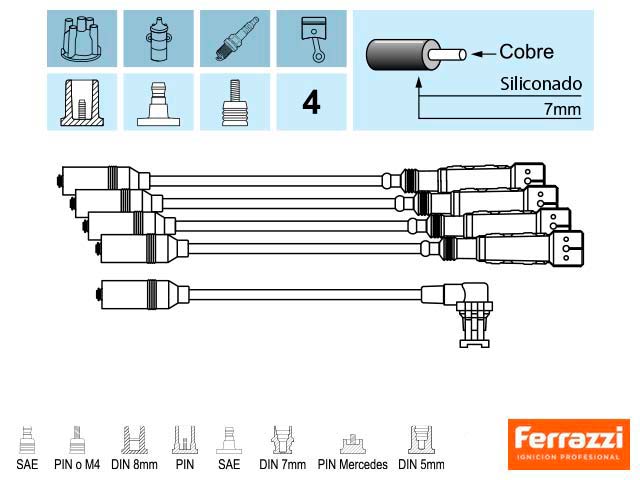 Cobre
Siliconado
7mm
4
SAE PIN o M4 DIN 8mm PIN SAE DIN 7mm PIN Mercedes DIN 5mm
Ferrazzi
IGNICION PROFESIONAL